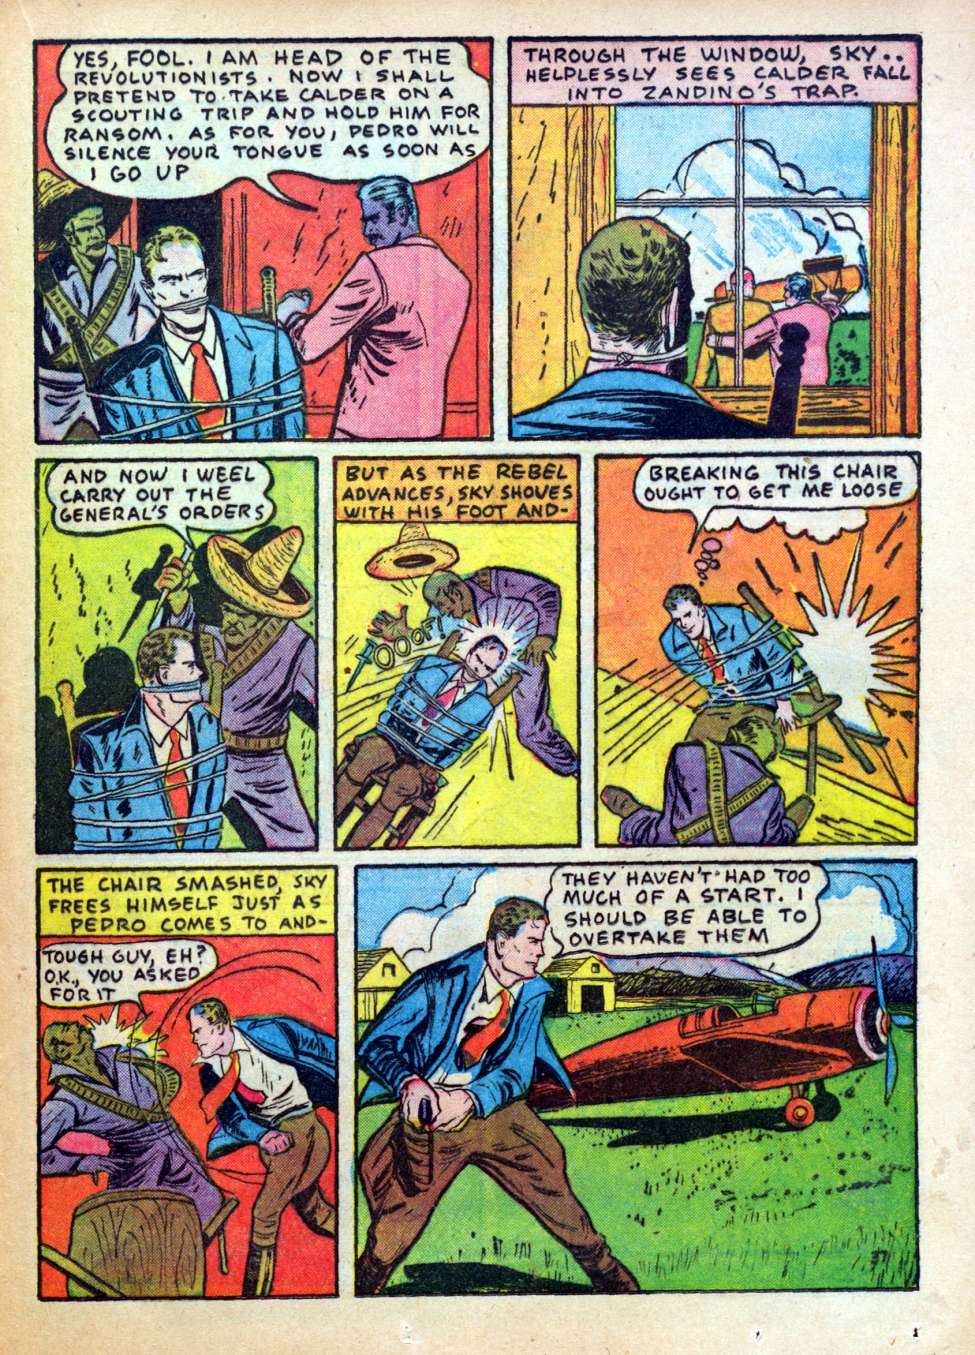 YES, FOOL. I AM HEAD OF THE
REVOLUTIONISTS. NOW I SHALL
PRETEND TO TAKE CALDER ON A
SCOUTING TRIP AND HOLD HIM FOR
RANSOM. AS FOR YOU, PEDRO WILL
SILENCE YOUR TONGUE AS SOON AS
I GO UP
THROUGH THE WINDOW, SKY..
HELPLESSLY SEES CALDER FALL
INTO ZANDINO'S TRAP.
AND NOW I WEEL
CARRY OUT THE
GENERAL'S ORDERS
BUT AS THE REBEL
ADVANCES, SKY SHOVES
WITH HIS FOOT AND-
OOOF!
BREAKING THIS CHAIR
OUGHT TO GET ME LOOSE
THE CHAIR SMASHED, SKY
FREES HIMSELF JUST AS
PEDRO COMES TO AND-
TOUGH GUY, EH?
O.K., YOU ASKED
FOR IT
THEY HAVEN'T HAD TOO
MUCH OF A START. I
SHOULD BE ABLE TO
OVERTAKE THEM
1